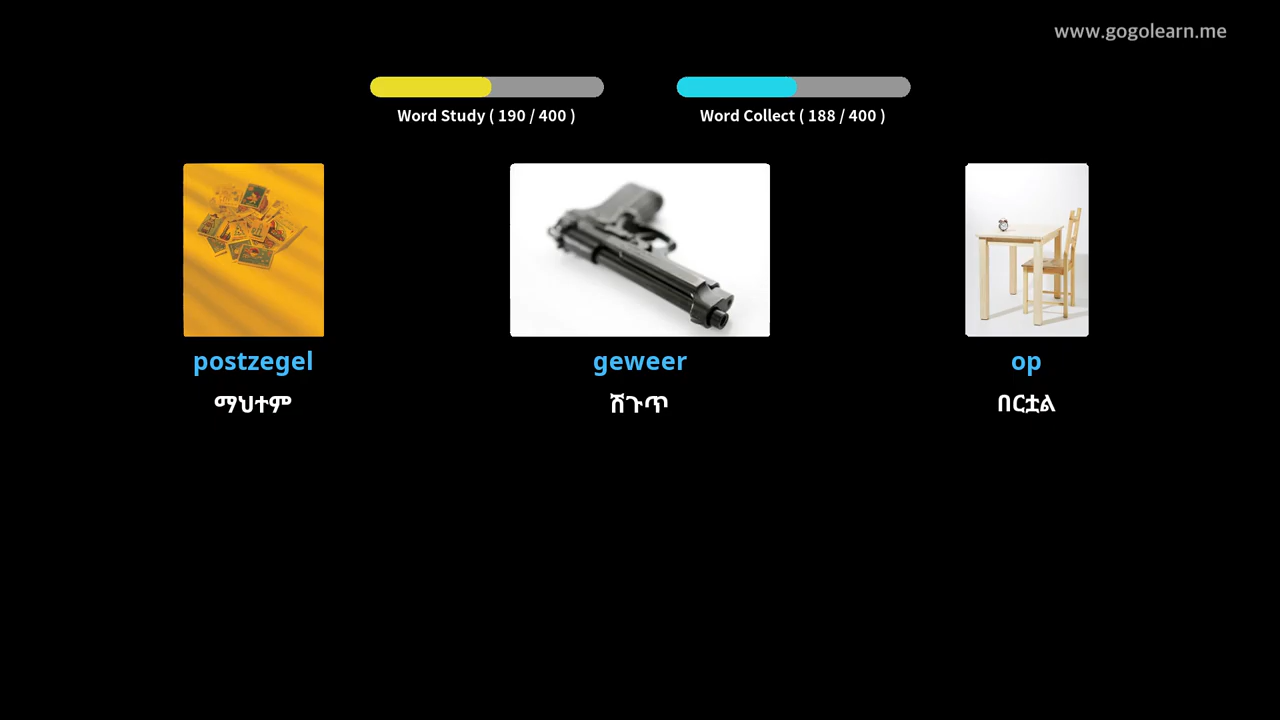 www.gogolearn.me
Word Study ( 190 / 400 )
Word Collect ( 188 / 400 )
postzegel
geweer
op
ማህተም
ሽጉጥ
በርቷል